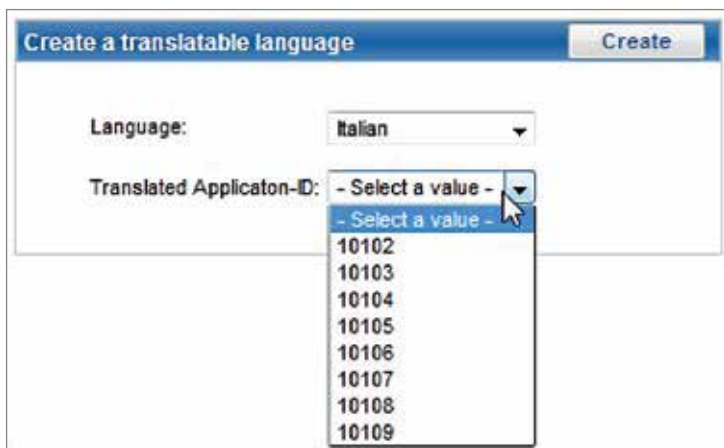 Create a translatable language Create
Language: Italian
Translated Applicaton-ID: - Select a value -
- Select a value -
10102
10103
10104
10105
10106
10107
10108
10109